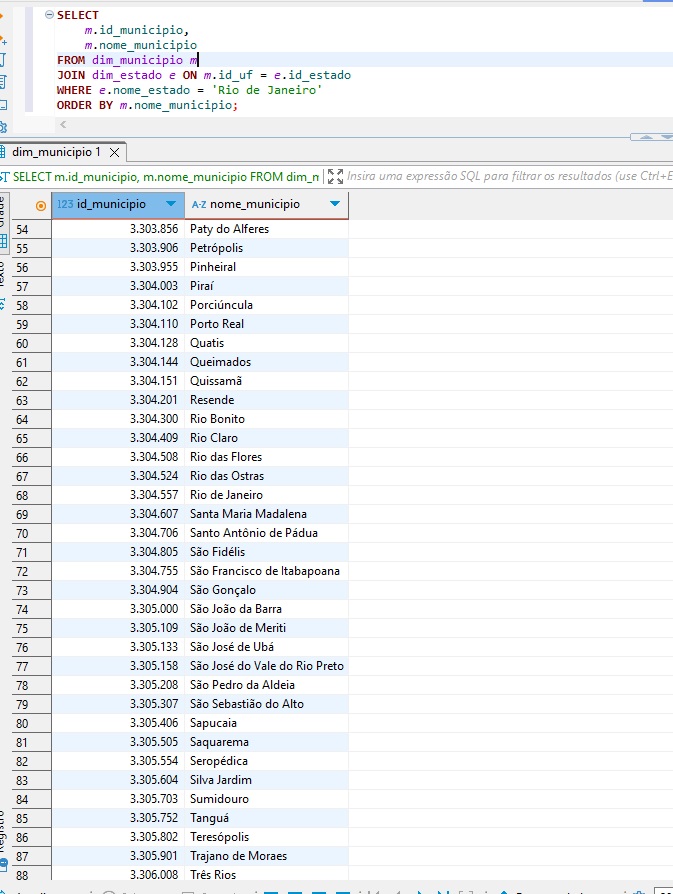 SELECT
m.id_municipio,
m.nome_municipio
FROM dim_municipio m
JOIN dim_estado e ON m.id_uf = e.id_estado
WHERE e.nome_estado = 'Rio de Janeiro'
ORDER BY m.nome_municipio;
dim_municipio 1
SELECT m.id_municipio, m.nome_municipio FROM dim_m
Insira uma expressão SQL para filtrar os resultados (use Ctrl+E
123 id_municipio A-Z nome_municipio
54 3.303.856 Paty do Alferes
55 3.303.906 Petrópolis
56 3.303.955 Pinheiral
57 3.304.003 Piraí
58 3.304.102 Porciúncula
59 3.304.110 Porto Real
60 3.304.128 Quatis
61 3.304.144 Queimados
62 3.304.151 Quissamã
63 3.304.201 Resende
64 3.304.300 Rio Bonito
65 3.304.409 Rio Claro
66 3.304.508 Rio das Flores
67 3.304.524 Rio das Ostras
68 3.304.557 Rio de Janeiro
69 3.304.607 Santa Maria Madalena
70 3.304.706 Santo Antônio de Pádua
71 3.304.805 São Fidélis
72 3.304.755 São Francisco de Itabapoana
73 3.304.904 São Gonçalo
74 3.305.000 São João da Barra
75 3.305.109 São João de Meriti
76 3.305.133 São José de Ubá
77 3.305.158 São José do Vale do Rio Preto
78 3.305.208 São Pedro da Aldeia
79 3.305.307 São Sebastião do Alto
80 3.305.406 Sapucaia
81 3.305.505 Saquarema
82 3.305.554 Seropédica
83 3.305.604 Silva Jardim
84 3.305.703 Sumidouro
85 3.305.752 Tanguá
86 3.305.802 Teresópolis
87 3.305.901 Trajano de Moraes
88 3.306.008 Três Rios